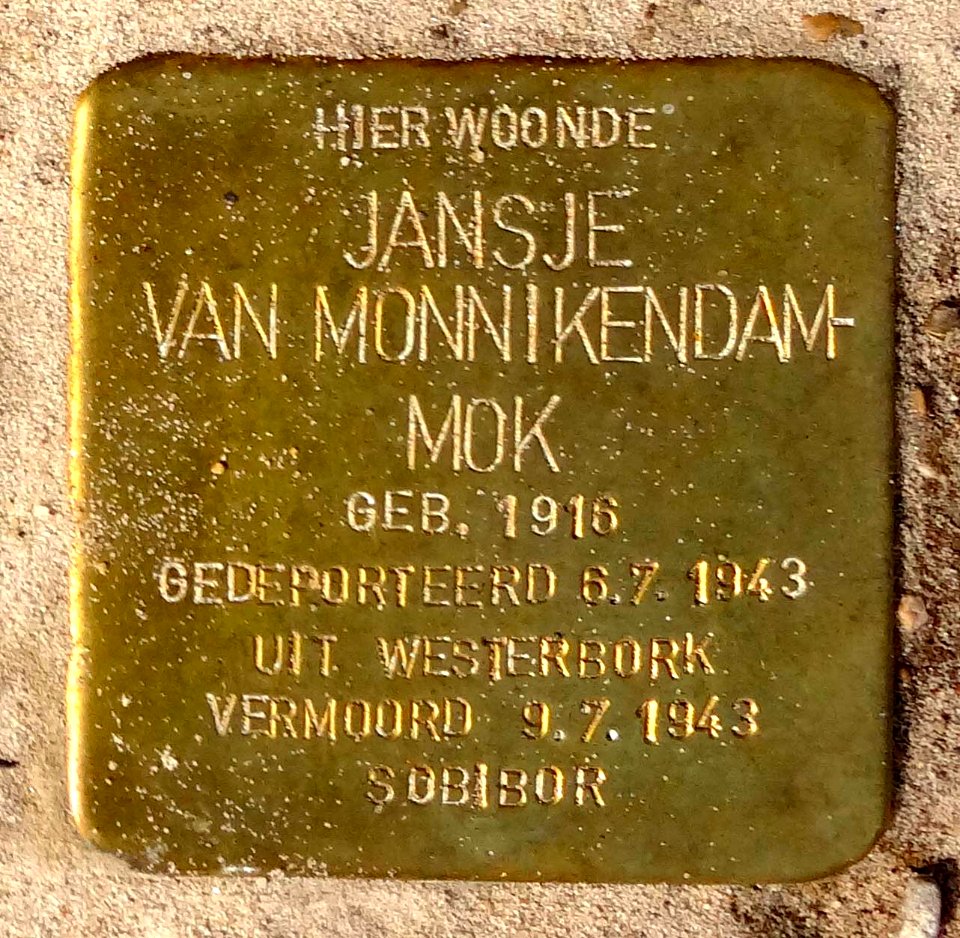 HIER WOONDE
JANSJE
VAN MONNIKENDAM-
MOK
GEB. 1916
GEDEPORTEERD 6.7.1943
UIT WESTERBORK
VERMOORD 9.7.1943
SOBIBOR